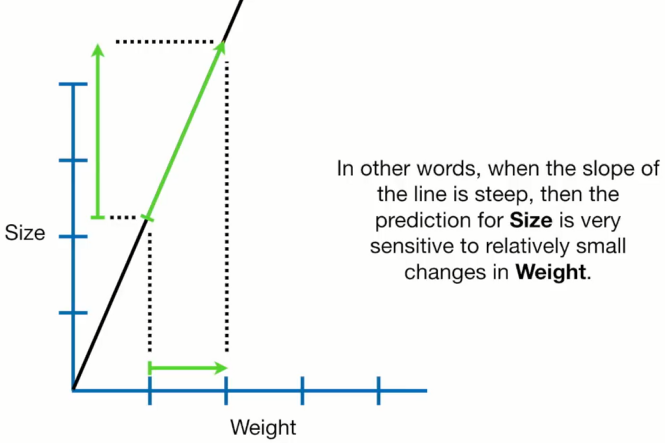 In other words, when the slope of
the line is steep, then the
prediction for Size is very
sensitive to relatively small
changes in Weight.
Size
Weight